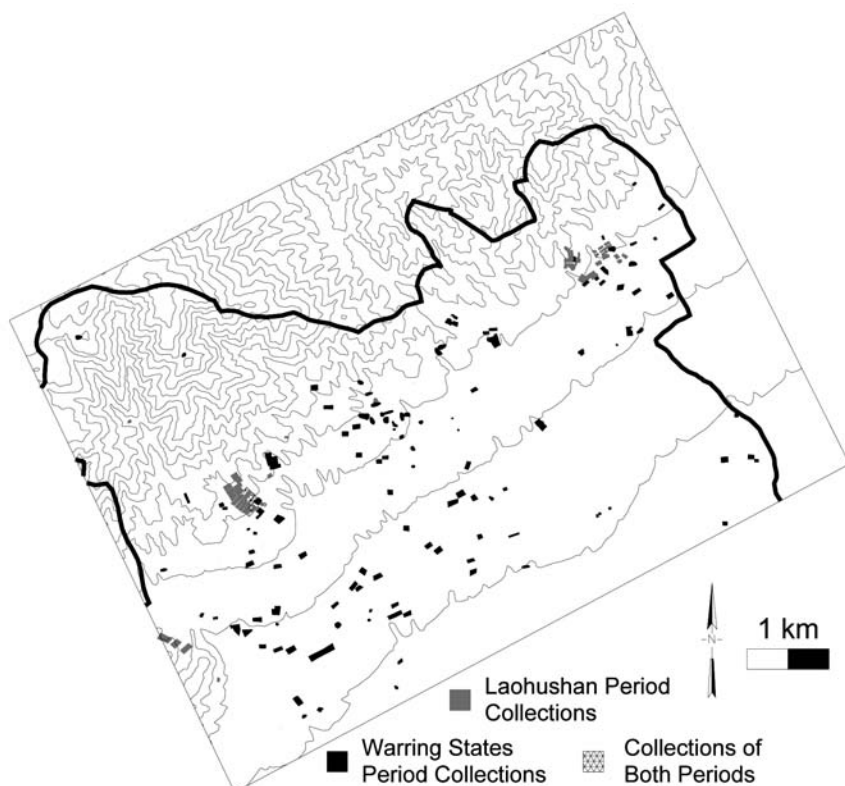 N
1 km
Laohushan Period
Collections
Warring States
Period Collections
Collections of
Both Periods